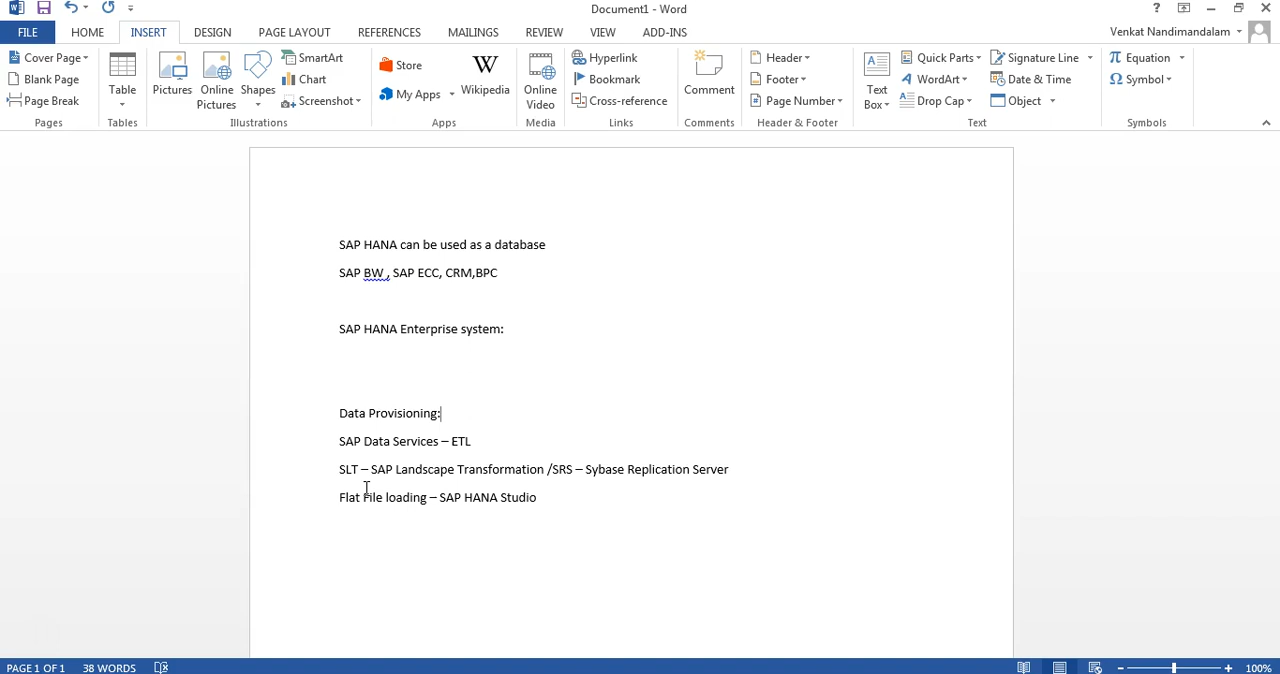 Document1 - Word
FILE HOME INSERT DESIGN PAGE LAYOUT REFERENCES MAILINGS REVIEW VIEW ADD-INS Venkat Nandimandalam
Cover Page
Blank Page
Page Break
Pages
Table
Tables
Pictures
Online Pictures
Shapes
SmartArt
Chart
Screenshot
Illustrations
Store
My Apps
Wikipedia
Apps
Online Video
Media
Hyperlink
Bookmark
Cross-reference
Links
Comment
Comments
Header
Footer
Page Number
Header & Footer
Text Box
Quick Parts
WordArt
Drop Cap
Signature Line
Date & Time
Object
Text
Equation
Symbol
Symbols
SAP HANA can be used as a database
SAP BW , SAP ECC, CRM,BPC
SAP HANA Enterprise system:
Data Provisioning:
SAP Data Services – ETL
SLT – SAP Landscape Transformation /SRS – Sybase Replication Server
Flat File loading – SAP HANA Studio
PAGE 1 OF 1 38 WORDS 100%